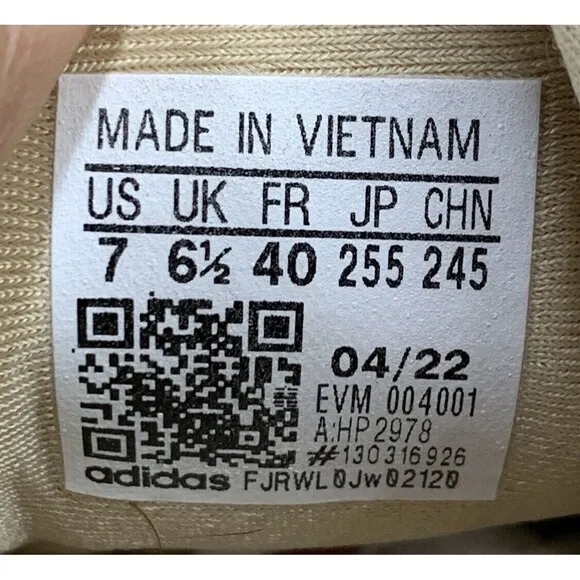 MADE IN VIETNAM
US UK FR JP CHN
7 6½ 40 255 245
04/22
EVM 004001
A:HP2978
#130316926
adidas FJRWL0Jw02120